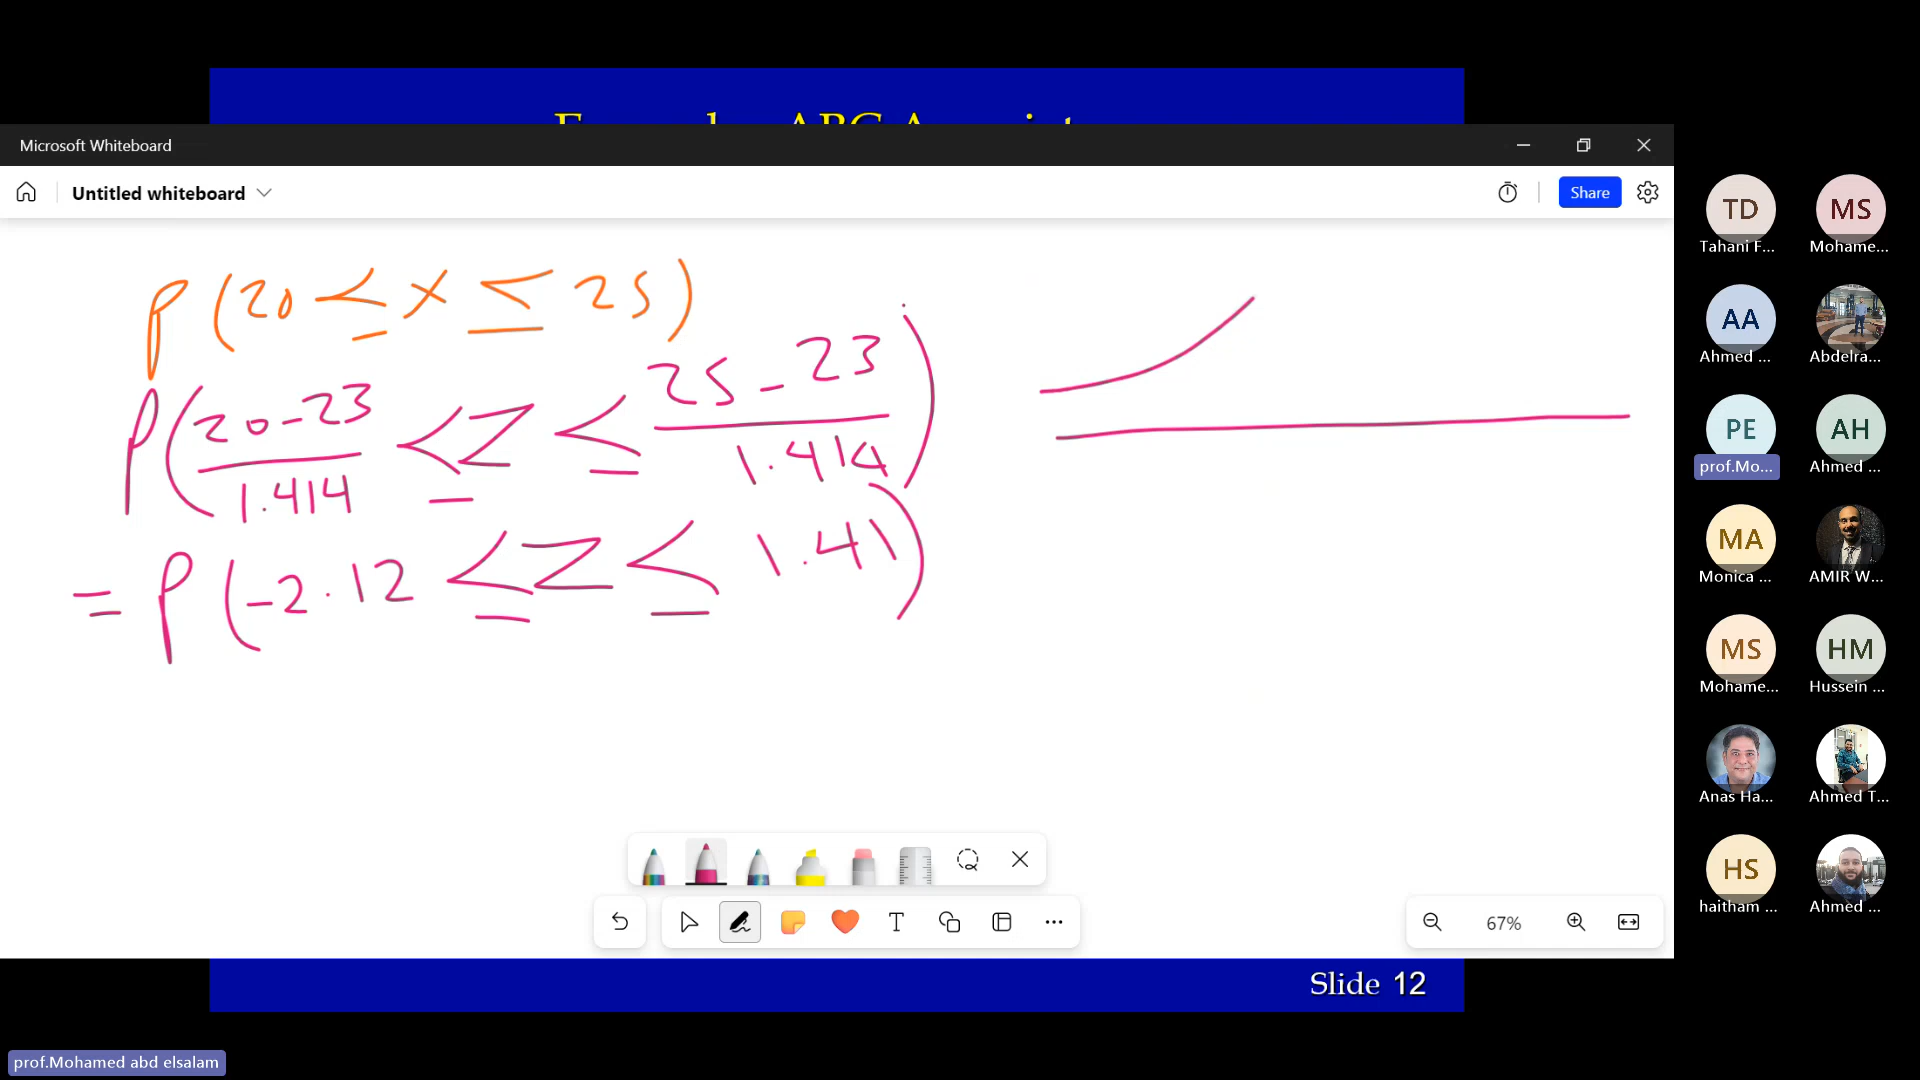 Microsoft Whiteboard
Untitled whiteboard
Share
P(20 ≤ x ≤ 25)
P(20-23/1.414 ≤ Z ≤ 25-23/1.414)
= P(-2.12 ≤ Z ≤ 1.41)
T
67%
Slide 12
prof.Mohamed abd elsalam
TD
Tahani F...
MS
Mohame...
AA
Ahmed ...
Abdelra...
PE
prof.Mo...
AH
Ahmed ...
MA
Monica ...
AMIR W...
MS
Mohame...
HM
Hussein ...
Anas Ha...
Ahmed T...
HS
haitham ...
Ahmed ...